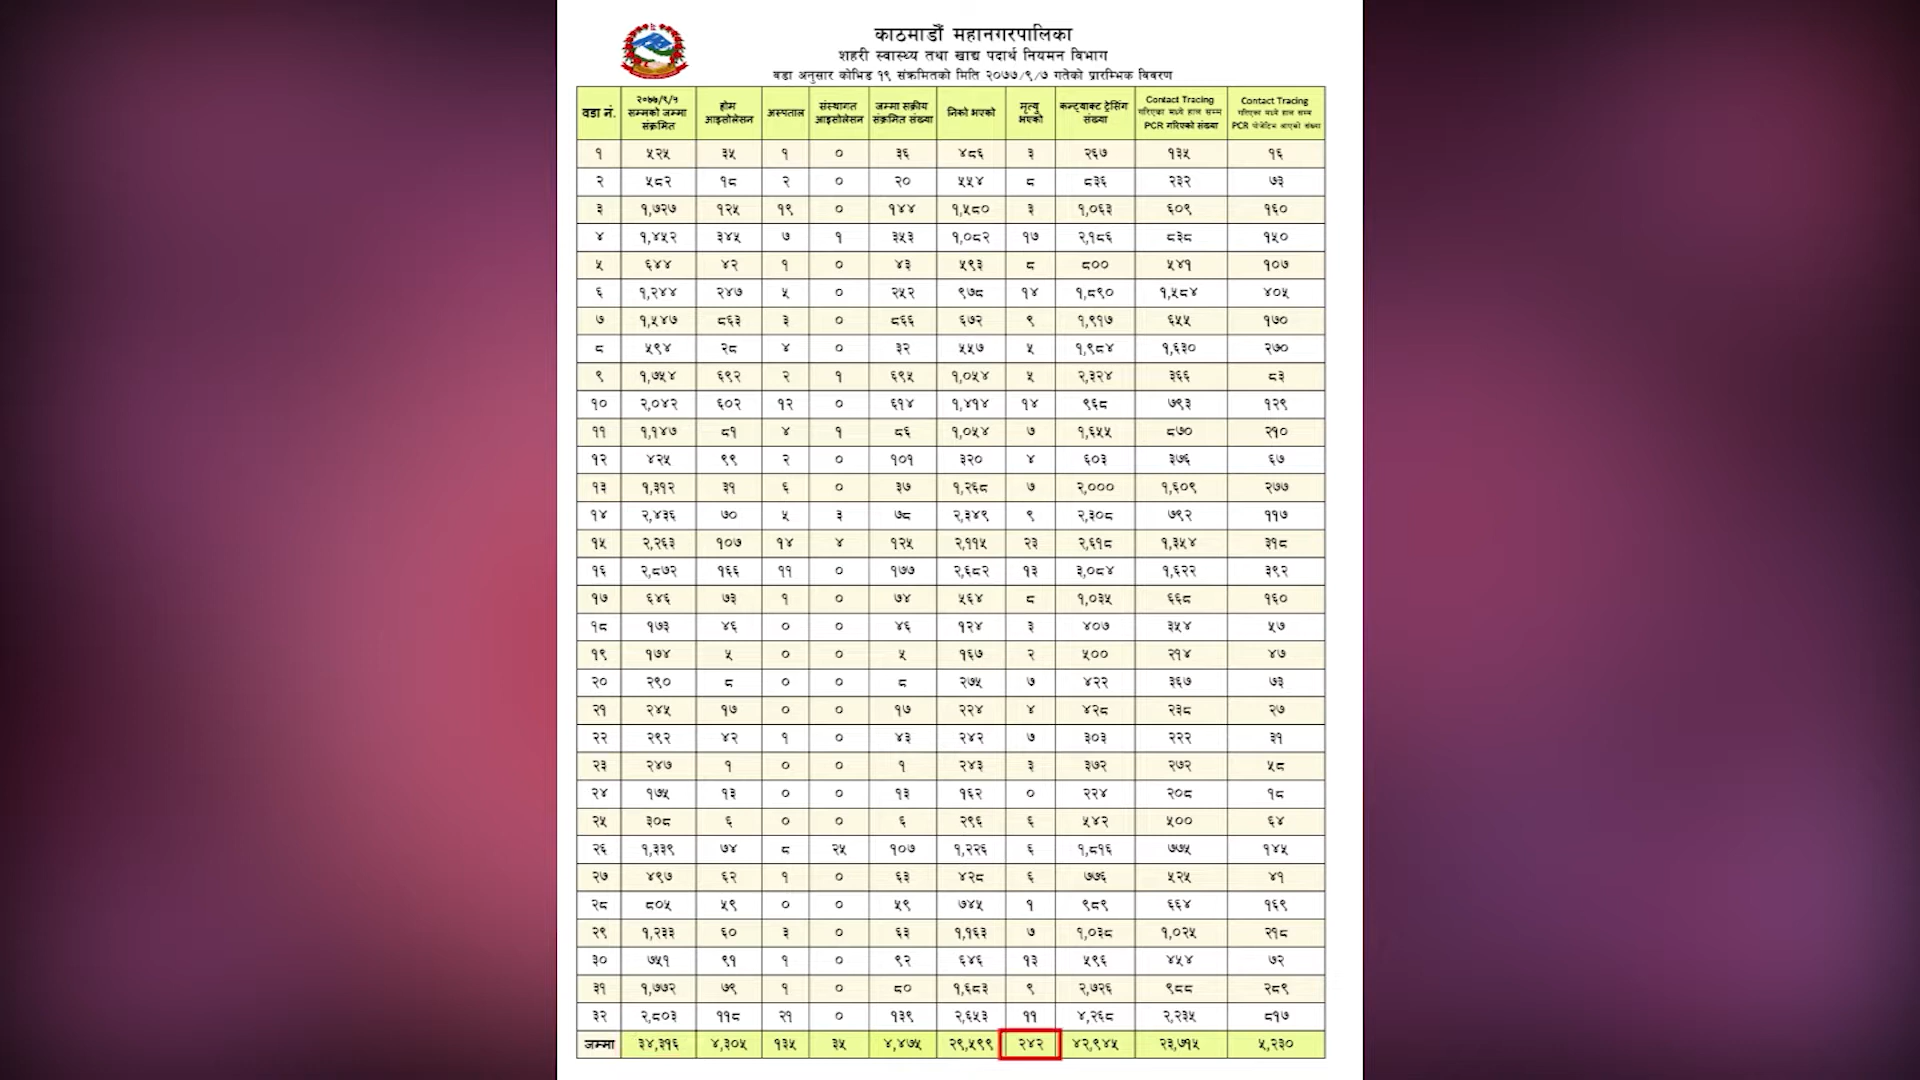 काठमाडौँ महानगरपालिका
शहरी स्वास्थ्य तथा खाद्य पदार्थ नियमन विभाग
वडा अनुसार कोभिड १९ संक्रमितको मिति २०७७/९/७ गतेको प्रारम्भिक विवरण
वडा नं. २०७७/९/५ सम्मको जम्मा संक्रमित होम आइसोलेसन अस्पताल संस्थागत आइसोलेसन जम्मा सक्रीय संक्रमित संख्या निको भएको मृत्यु भएको कन्ट्याक्ट ट्रेसिंग संख्या Contact Tracing गरिएका मध्ये हाल सम्म PCR गरिएको संख्या Contact Tracing गरिएका मध्ये हाल सम्म PCR पोजेटिभ आएको संख्या
१ ५२५ ३५ १ ० ३६ ४८६ ३ २६७ १३५ १६
२ ५८२ १८ २ ० २० ५५४ ८ ८३६ २३२ ७३
३ १,७२७ १२५ १९ ० १४४ १,५८० ३ १,०६३ ६०९ १६०
४ १,४५२ ३४५ ७ १ ३५३ १,०८२ १७ २,१८६ ८३८ १५०
५ ६४४ ४२ १ ० ४३ ५९३ ८ ८०० ५४१ १०७
६ १,२४४ २४७ ५ ० २५२ ९७८ १४ १,८९० १,५८४ ४०५
७ १,५४७ ८६३ ३ ० ८६६ ६७२ ९ १,९१७ ६५५ १७०
८ ५९४ २८ ४ ० ३२ ५५७ ५ १,९८४ १,६३० २७०
९ १,७५४ ६९२ २ १ ६९५ १,०५४ ५ २,३२४ ३६६ ८३
१० २,०४२ ६०२ १२ ० ६१४ १,४१४ १४ ९६८ ७९३ १२९
११ १,१४७ ८१ ४ १ ८६ १,०५४ ७ १,६५५ ८७० २१०
१२ ४२५ ९९ २ ० १०१ ३२० ४ ६०३ ३७६ ६७
१३ १,३१२ ३१ ६ ० ३७ १,२६८ ७ २,००० १,६०९ २७७
१४ २,४३६ ७० ५ ३ ७८ २,३४९ ९ २,३०८ ७९२ ११७
१५ २,२६३ १०७ १४ ४ १२५ २,११५ २३ २,६१८ १,३५४ ३१८
१६ २,८७२ १६६ ११ ० १७७ २,६८२ १३ ३,०८४ १,६२२ ३९२
१७ ६४६ ७३ १ ० ७४ ५६४ ८ १,०३५ ६६८ १६०
१८ १७३ ४६ ० ० ४६ १२४ ३ ४०७ ३५४ ५७
१९ १७४ ५ ० ० ५ १६७ २ ५०० २१४ ४७
२० २९० ८ ० ० ८ २७५ ७ ४२२ ३६७ ७३
२१ २४५ १७ ० ० १७ २२४ ४ ४२८ २३८ २७
२२ २९२ ४२ १ ० ४३ २४२ ७ ३०३ २२२ ३१
२३ २४७ १ ० ० १ २४३ ३ ३७२ २७२ ५८
२४ १७५ १३ ० ० १३ १६२ ० २२४ २०८ १८
२५ ३०८ ६ ० ० ६ २९६ ६ ५४२ ५०० ६४
२६ १,३३९ ७४ ८ २५ १०७ १,२२६ ६ १,८१६ ७७५ १४५
२७ ४९७ ६२ १ ० ६३ ४२८ ६ ७७६ ५२५ ४१
२८ ८०५ ५९ ० ० ५९ ७४५ १ ९८९ ६६४ १६९
२९ १,२३३ ६० ३ ० ६३ १,१६३ ७ १,०३८ १,०२५ २१८
३० ७५१ ९१ १ ० ९२ ६४६ १३ ५९६ ४५४ ७२
३१ १,७७२ ७९ १ ० ८० १,६८३ ९ २,७२६ ९८८ २८९
३२ २,८०३ ११८ २१ ० १३९ २,६५३ ११ ४,२६८ २,२३५ ८१७
जम्मा ३४,३१६ ४,३०५ १३५ ३५ ४,४७५ २९,५९९ २४२ ४२,९४५ २३,७१५ ५,२३०